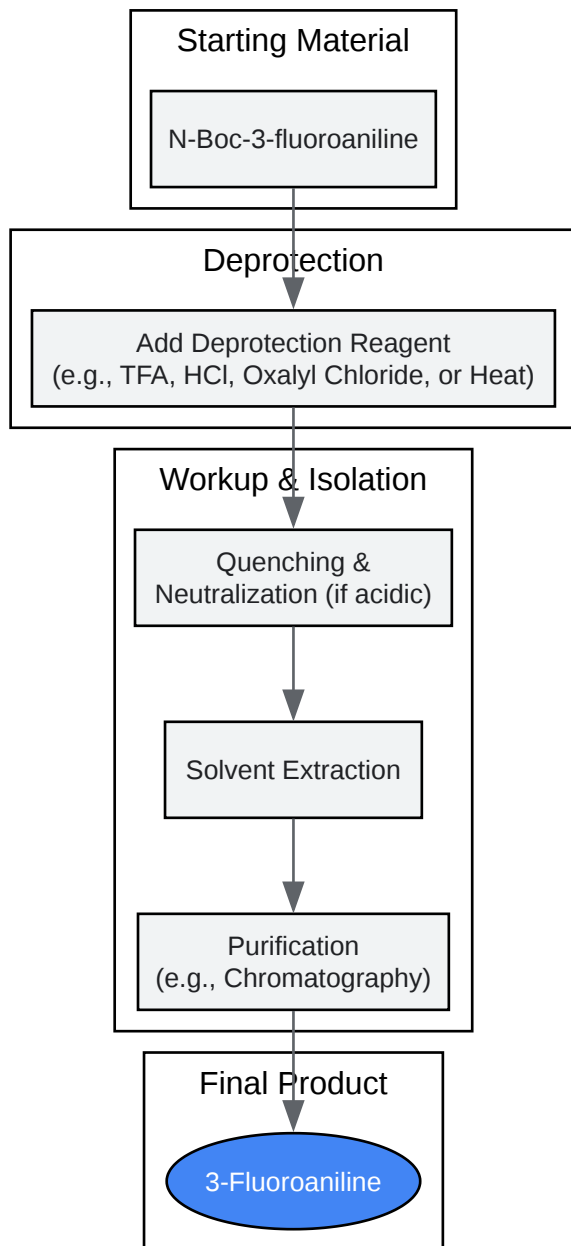 Starting Material
N-Boc-3-fluoroaniline
Deprotection
Add Deprotection Reagent
(e.g., TFA, HCl, Oxalyl Chloride, or Heat)
Workup & Isolation
Quenching &
Neutralization (if acidic)
Solvent Extraction
Purification
(e.g., Chromatography)
Final Product
3-Fluoroaniline